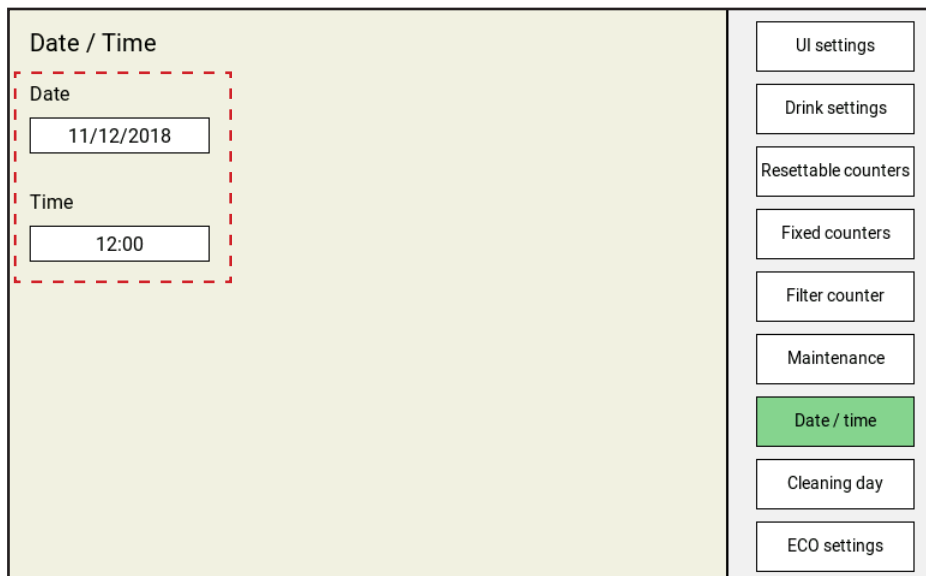 Date / Time
Date
11/12/2018
Time
12:00
UI settings
Drink settings
Resettable counters
Fixed counters
Filter counter
Maintenance
Date / time
Cleaning day
ECO settings